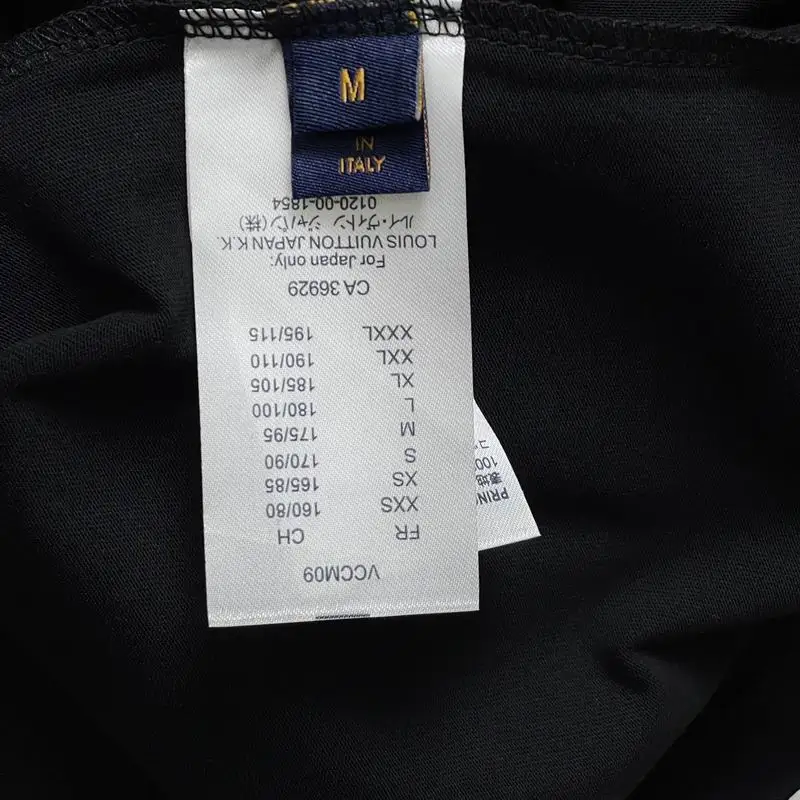 M
IN
ITALY
VCCM09
FR CH
XXS 160/80
XS 165/85
S 170/90
M 175/95
L 180/100
XL 185/105
XXL 190/110
XXXL 195/115
CA 36929
For Japan only:
LOUIS VUITTON JAPAN K.K.
ルイ・ヴィトン ジャパン(株)
0120-00-1854